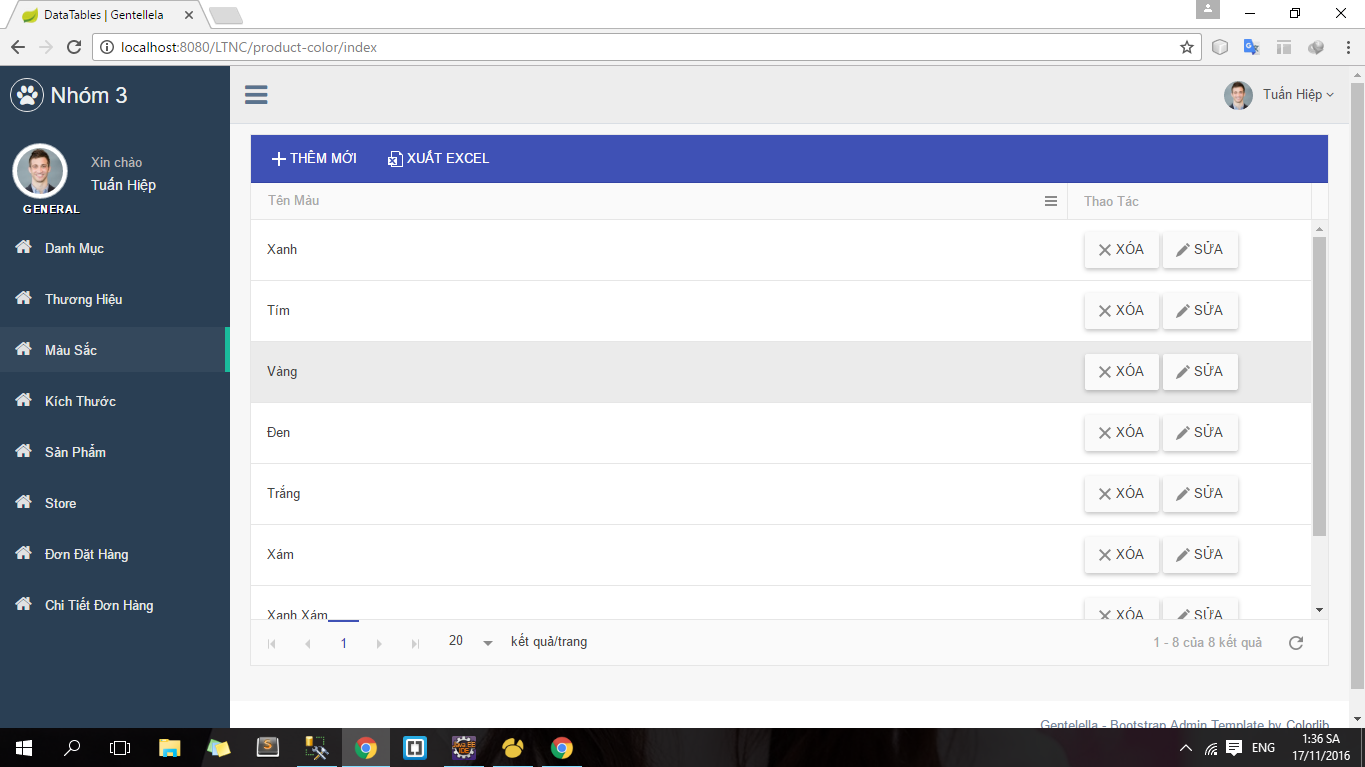 DataTables | Gentellela
localhost:8080/LTNC/product-color/index
Nhóm 3
Tuấn Hiệp
Xin chào
Tuấn Hiệp
GENERAL
Danh Mục
Thương Hiệu
Màu Sắc
Kích Thước
Sản Phẩm
Store
Đơn Đặt Hàng
Chi Tiết Đơn Hàng
THÊM MỚI XUẤT EXCEL
Tên Màu Thao Tác
Xanh XÓA SỬA
Tím XÓA SỬA
Vàng XÓA SỬA
Đen XÓA SỬA
Trắng XÓA SỬA
Xám XÓA SỬA
Xanh Xám XÓA SỬA
1 20 kết quả/trang 1 - 8 của 8 kết quả
Gentelella - Bootstrap Admin Template by Colorlib
ENG
1:36 SA
17/11/2016